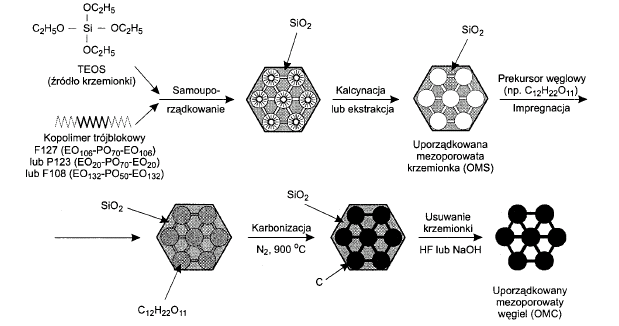 OC₂H₅
C₂H₅O — Si — OC₂H₅
OC₂H₅
TEOS
(źródło krzemionki)
Kopolimer trójblokowy
F127 (EO₁₀₆-PO₇₀-EO₁₀₆)
lub P123 (EO₂₀-PO₇₀-EO₂₀)
lub F108 (EO₁₃₂-PO₅₀-EO₁₃₂)
Samoupo-
rządkowanie
SiO₂
Kalcynacja
lub ekstrakcja
SiO₂
Uporządkowana
mezoporowata
krzemionka (OMS)
Prekursor węglowy
(np. C₁₂H₂₂O₁₁)
Impregnacja
SiO₂
C₁₂H₂₂O₁₁
Karbonizacja
N₂, 900 °C
SiO₂
C
Usuwanie
krzemionki
HF lub NaOH
Uporządkowany
mezoporowaty
węgiel (OMC)